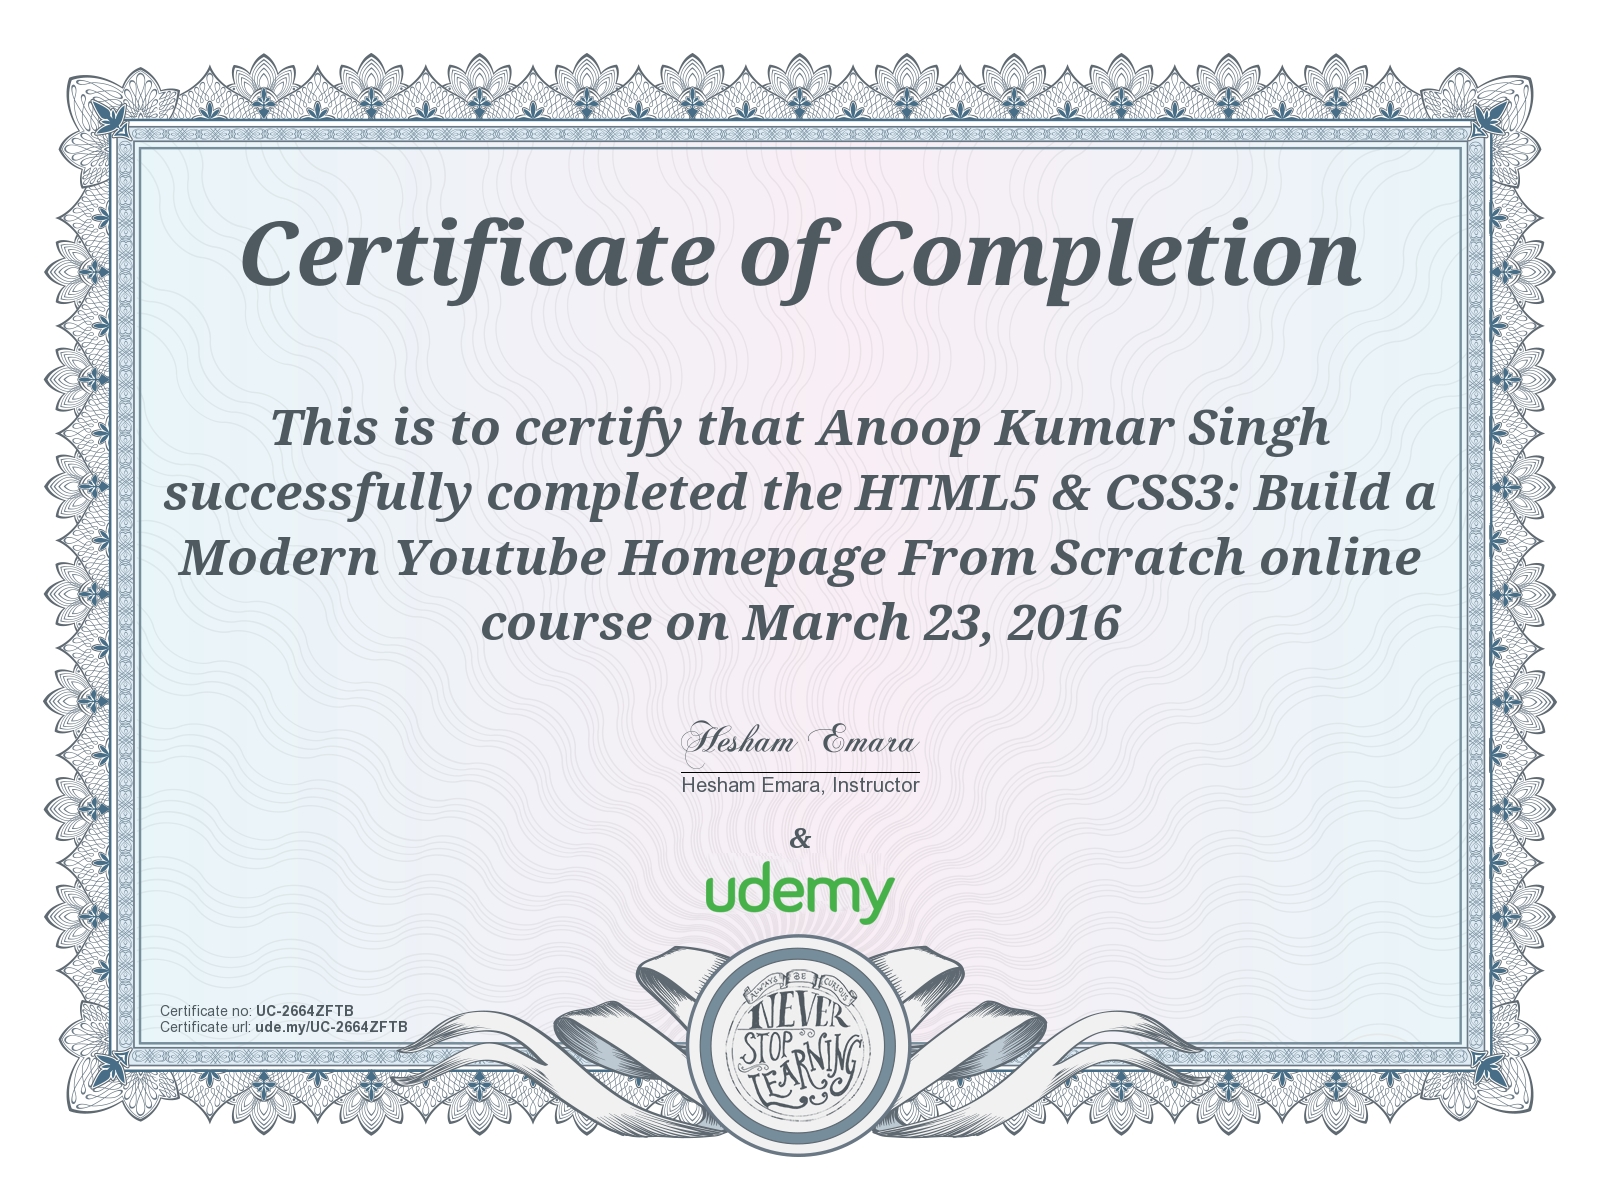 Certificate of Completion
This is to certify that Anoop Kumar Singh
successfully completed the HTML5 & CSS3: Build a
Modern Youtube Homepage From Scratch online
course on March 23, 2016
Hesham Emara
Hesham Emara, Instructor
&
udemy
Certificate no: UC-2664ZFTB
Certificate url: ude.my/UC-2664ZFTB
ALWAYS BE CURIOUS
NEVER
STOP
LEARNING